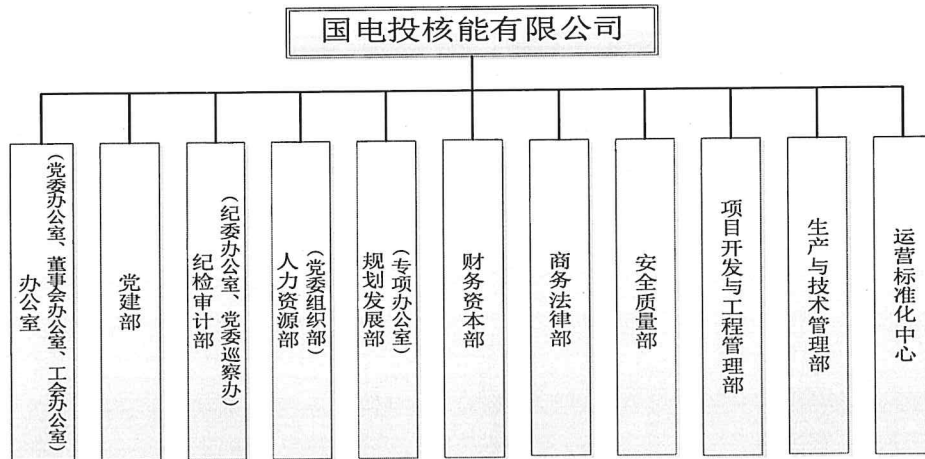 国电投核能有限公司
办公室
（党委办公室、董事会办公室、工会办公室）
党建部
纪检审计部
（纪委办公室、党委巡察办）
人力资源部
（党委组织部）
规划发展部
（专项办公室）
财务资本部
商务法律部
安全质量部
项目开发与工程管理部
生产与技术管理部
运营标准化中心